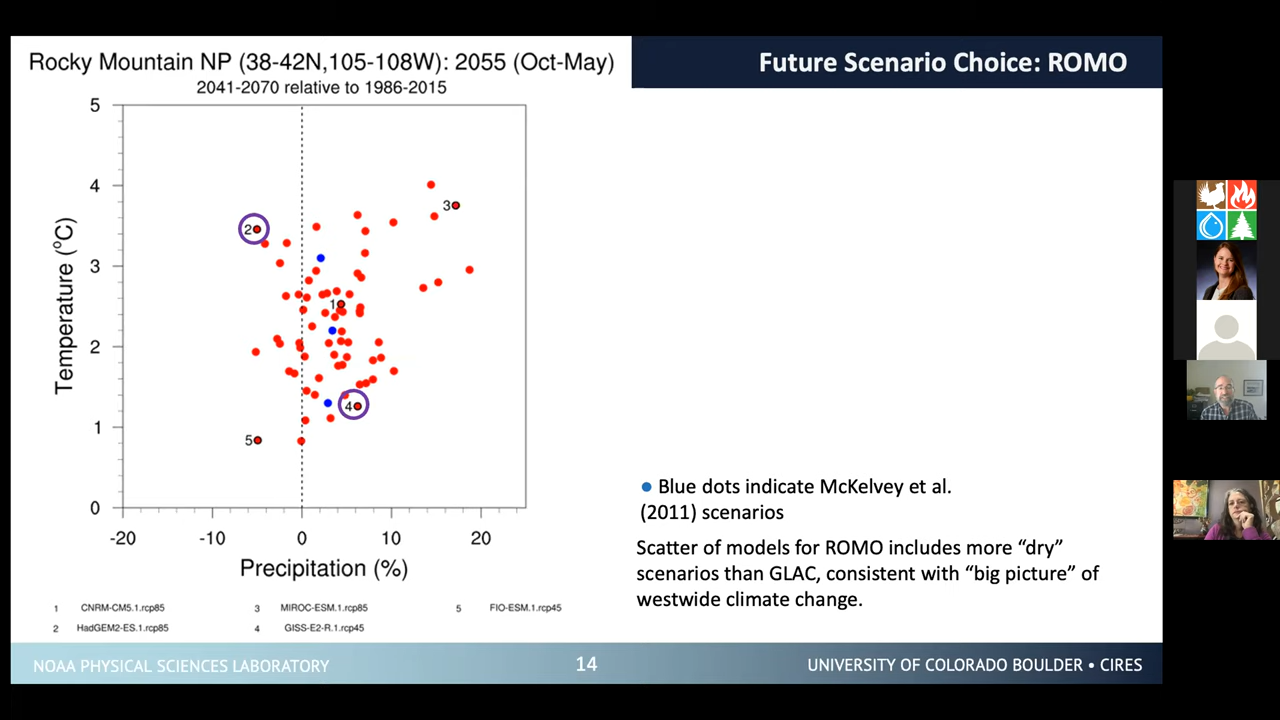 Rocky Mountain NP (38-42N,105-108W): 2055 (Oct-May)
2041-2070 relative to 1986-2015
Future Scenario Choice: ROMO
5
4
3
2
1
0
Temperature (°C)
3
2
1
4
5
-20 -10 0 10 20
Precipitation (%)
1 CNRM-CM5.1.rcp85
2 HadGEM2-ES.1.rcp85
3 MIROC-ESM.1.rcp85
4 GISS-E2-R.1.rcp45
5 FIO-ESM.1.rcp45
Blue dots indicate McKelvey et al.
(2011) scenarios
Scatter of models for ROMO includes more “dry”
scenarios than GLAC, consistent with “big picture” of
westwide climate change.
NOAA PHYSICAL SCIENCES LABORATORY
14
UNIVERSITY OF COLORADO BOULDER • CIRES